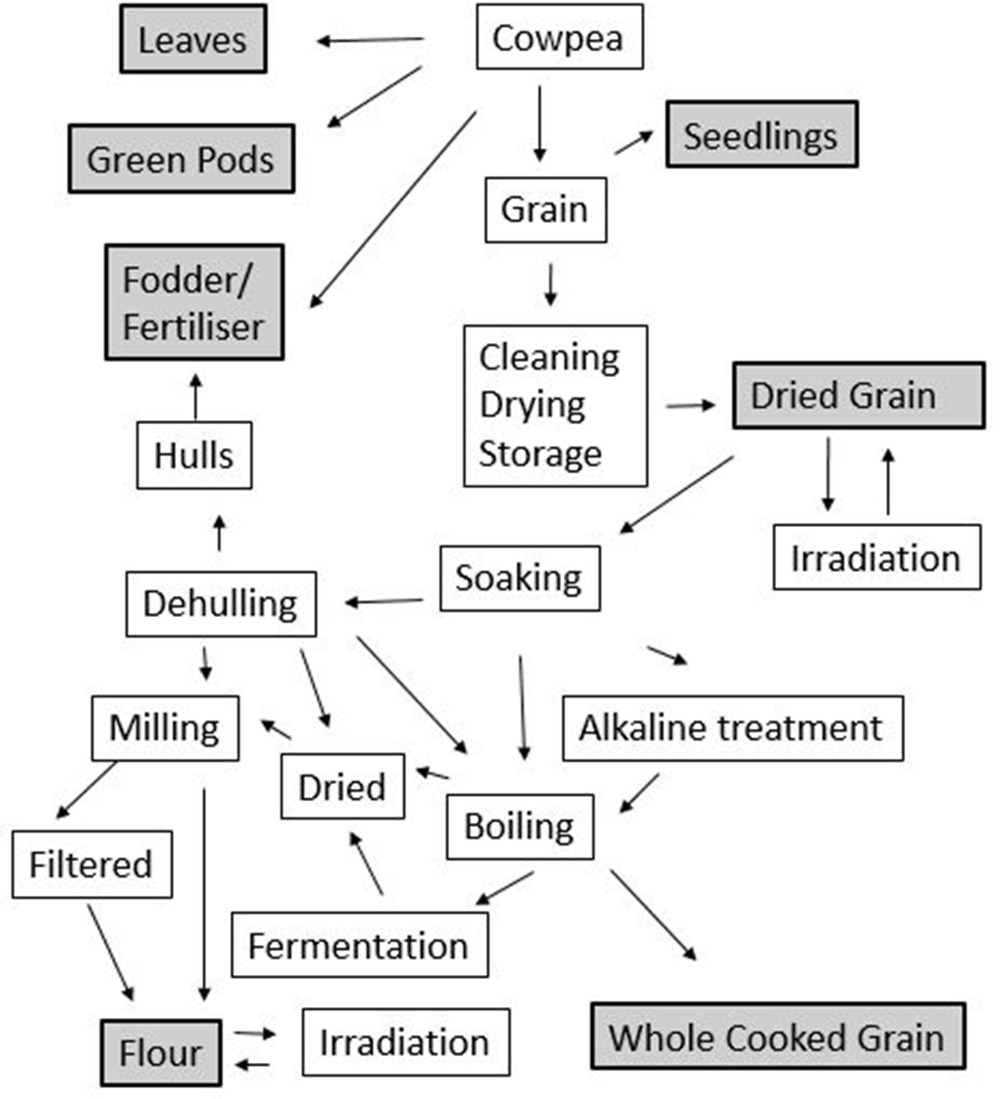 Leaves
Cowpea
Green Pods
Seedlings
Grain
Fodder/
Fertiliser
Cleaning
Drying
Storage
Dried Grain
Hulls
Irradiation
Soaking
Dehulling
Milling
Alkaline treatment
Dried
Boiling
Filtered
Fermentation
Flour
Irradiation
Whole Cooked Grain